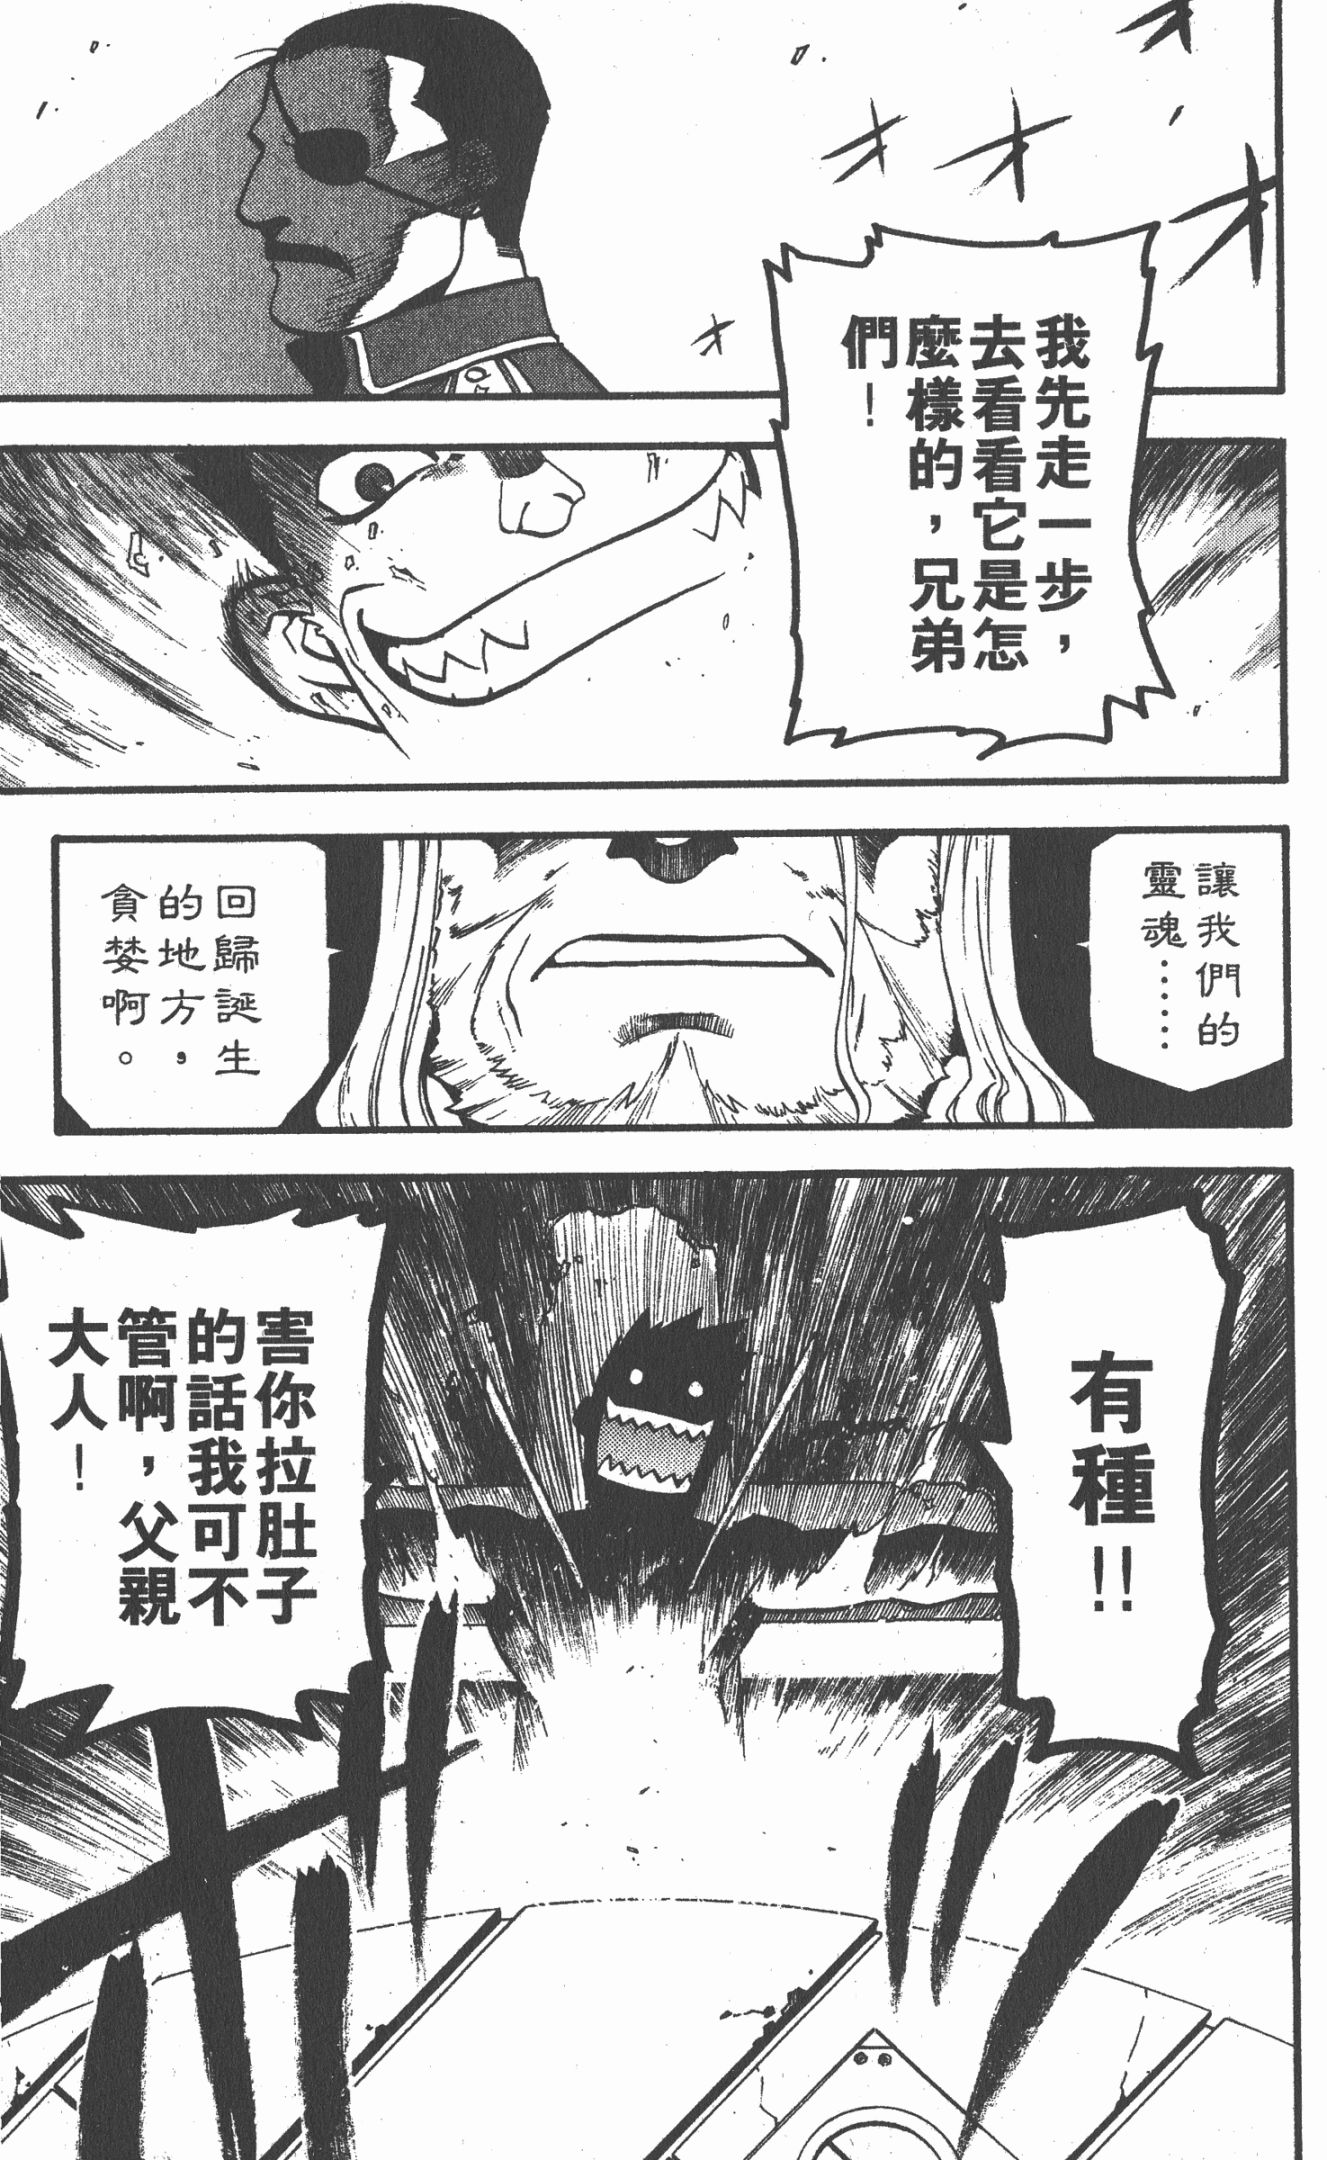 我先走一步，
去看看它是怎
麼樣的，兄弟
們！
讓我們的
靈魂……
回歸誕生
的地方，
貪婪啊。
有種！！
害你拉肚子
的話我可不
管啊，父親
大人！